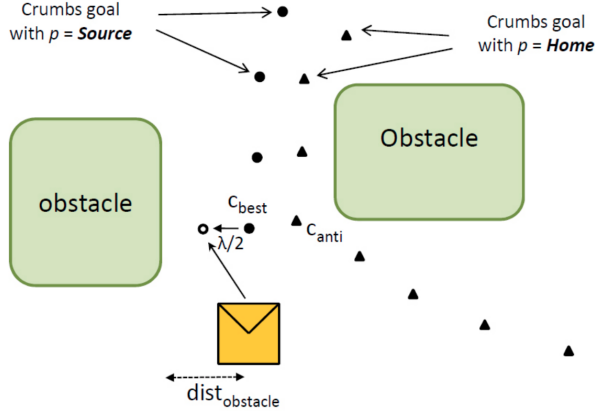 Crumbs goal
with p = Source
Crumbs goal
with p = Home
obstacle
Obstacle
c_best
c_anti
λ/2
dist_obstacle